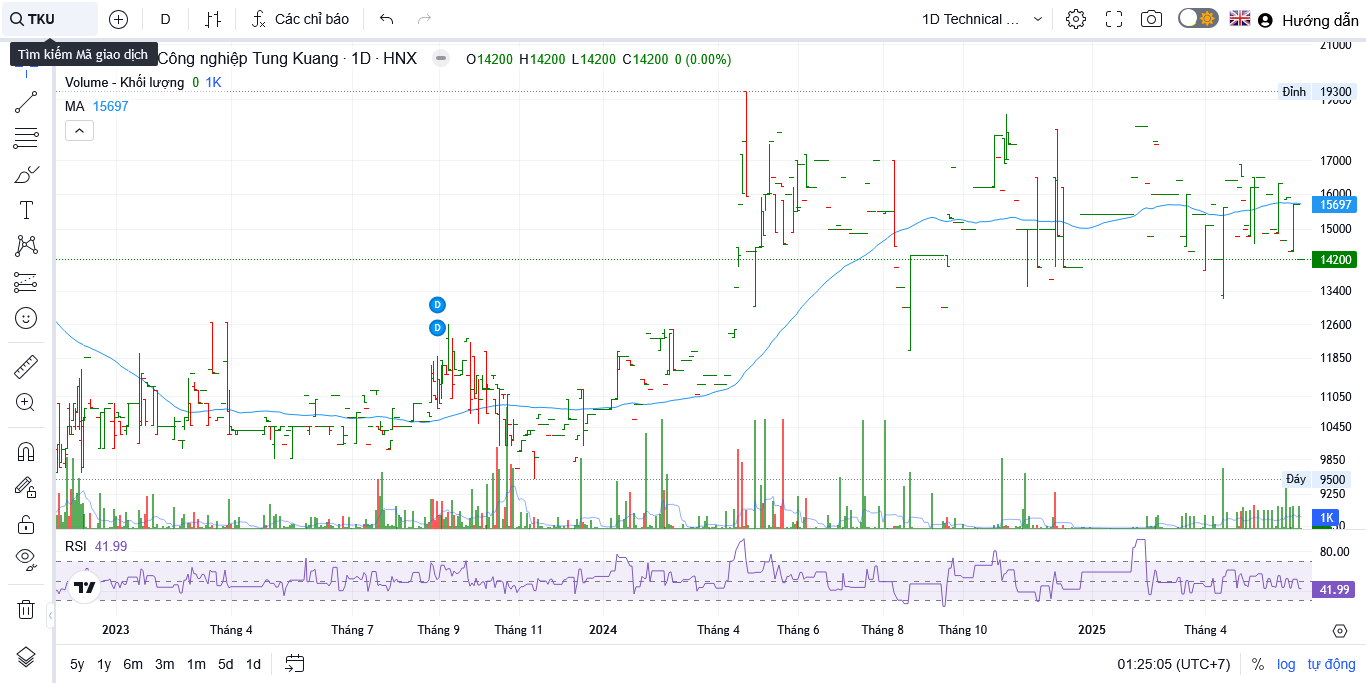 TKU D Các chỉ báo 1D Technical ... Hướng dẫn
Tìm kiếm Mã giao dịch
Công nghiệp Tung Kuang · 1D · HNX O14200 H14200 L14200 C14200 0 (0.00%)
Volume - Khối lượng 0 1K
MA 15697
21000
Đỉnh 19300
19000
17000
16000
15697
15000
14200
13400
D
D
12600
11850
11050
10450
9850
Đáy 9500
9250
1K
RSI 41.99
80.00
41.99
2023 Tháng 4 Tháng 7 Tháng 9 Tháng 11 2024 Tháng 4 Tháng 6 Tháng 8 Tháng 10 2025 Tháng 4
5y 1y 6m 3m 1m 5d 1d 01:25:05 (UTC+7) % log tự động